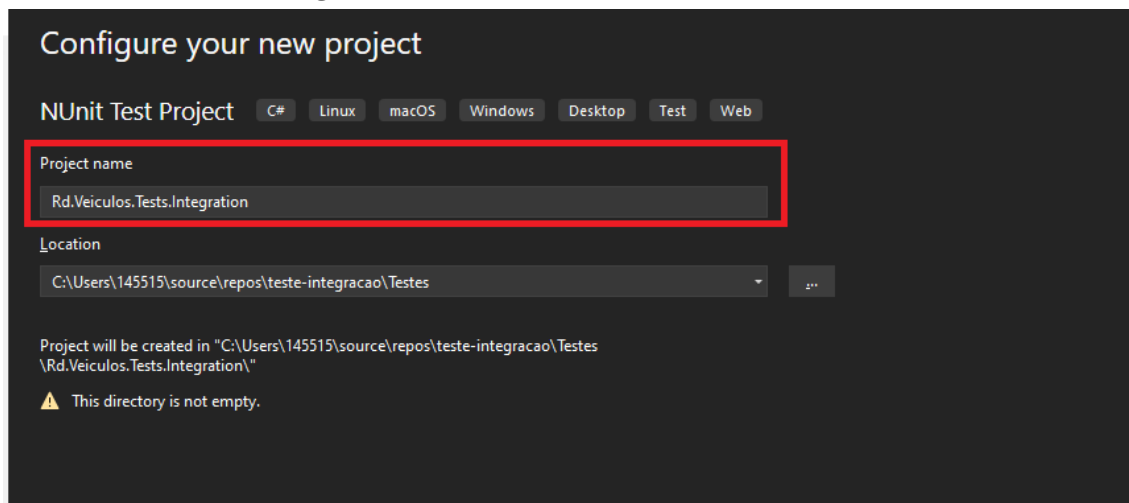 Configure your new project
NUnit Test Project C# Linux macOS Windows Desktop Test Web
Project name
Rd.Veiculos.Tests.Integration
Location
C:\Users\145515\source\repos\teste-integracao\Testes
...
Project will be created in "C:\Users\145515\source\repos\teste-integracao\Testes
\Rd.Veiculos.Tests.Integration\"
This directory is not empty.